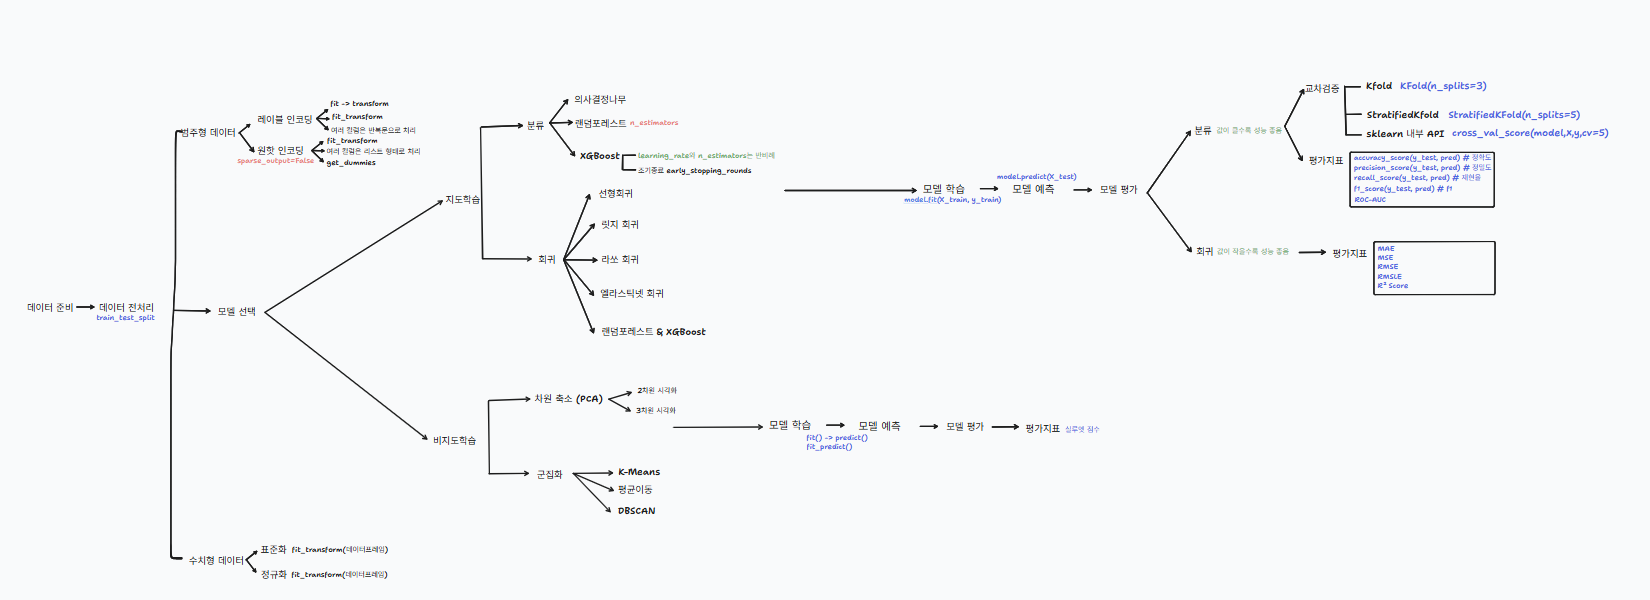 데이터 준비
데이터 전처리
train_test_split
범주형 데이터
레이블 인코딩
fit -> transform
fit_transform
여러 컬럼은 반복문으로 처리
원핫 인코딩
sparse_output=False
fit_transform
여러 컬럼은 리스트 형태로 처리
get_dummies
모델 선택
지도학습
분류
의사결정나무
랜덤포레스트 n_estimators
XGBoost
learning_rate와 n_estimators는 반비례
조기종료 early_stopping_rounds
회귀
선형회귀
릿지 회귀
라쏘 회귀
엘라스틱넷 회귀
랜덤포레스트 & XGBoost
모델 학습
model.fit(X_train, y_train)
model.predict(X_test)
모델 예측
모델 평가
분류 값이 클수록 성능 좋음
교차검증
Kfold KFold(n_splits=3)
StratifiedKfold StratifiedKFold(n_splits=5)
sklearn 내부 API cross_val_score(model,X,y,cv=5)
평가지표
accuracy_score(y_test, pred) # 정확도
precision_score(y_test, pred) # 정밀도
recall_score(y_test, pred) # 재현율
f1_score(y_test, pred) # f1
ROC-AUC
회귀 값이 작을수록 성능 좋음
평가지표
MAE
MSE
RMSE
RMSLE
R² Score
비지도학습
차원 축소 (PCA)
2차원 시각화
3차원 시각화
군집화
K-Means
평균이동
DBSCAN
모델 학습
fit() -> predict()
fit_predict()
모델 예측
모델 평가
평가지표 실루엣 점수
수치형 데이터
표준화 fit_transform(데이터프레임)
정규화 fit_transform(데이터프레임)